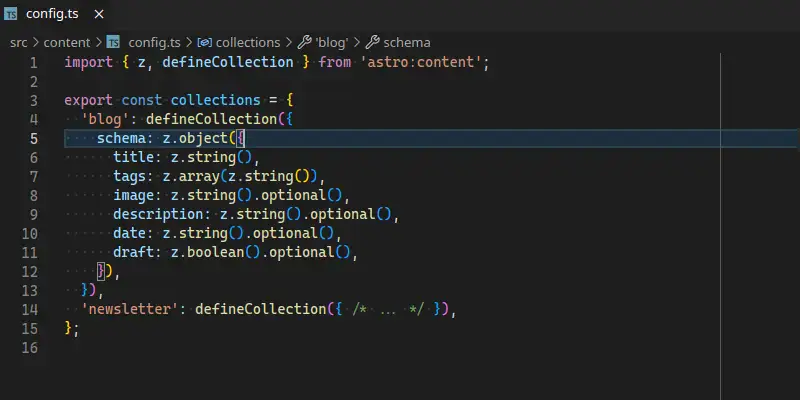 TS config.ts ×
src > content > TS config.ts > collections > 'blog' > schema
1 import { z, defineCollection } from 'astro:content';
2
3 export const collections = {
4 'blog': defineCollection({
5 schema: z.object({
6 title: z.string(),
7 tags: z.array(z.string()),
8 image: z.string().optional(),
9 description: z.string().optional(),
10 date: z.string().optional(),
11 draft: z.boolean().optional(),
12 }),
13 }),
14 'newsletter': defineCollection({ /* ... */ }),
15 };
16